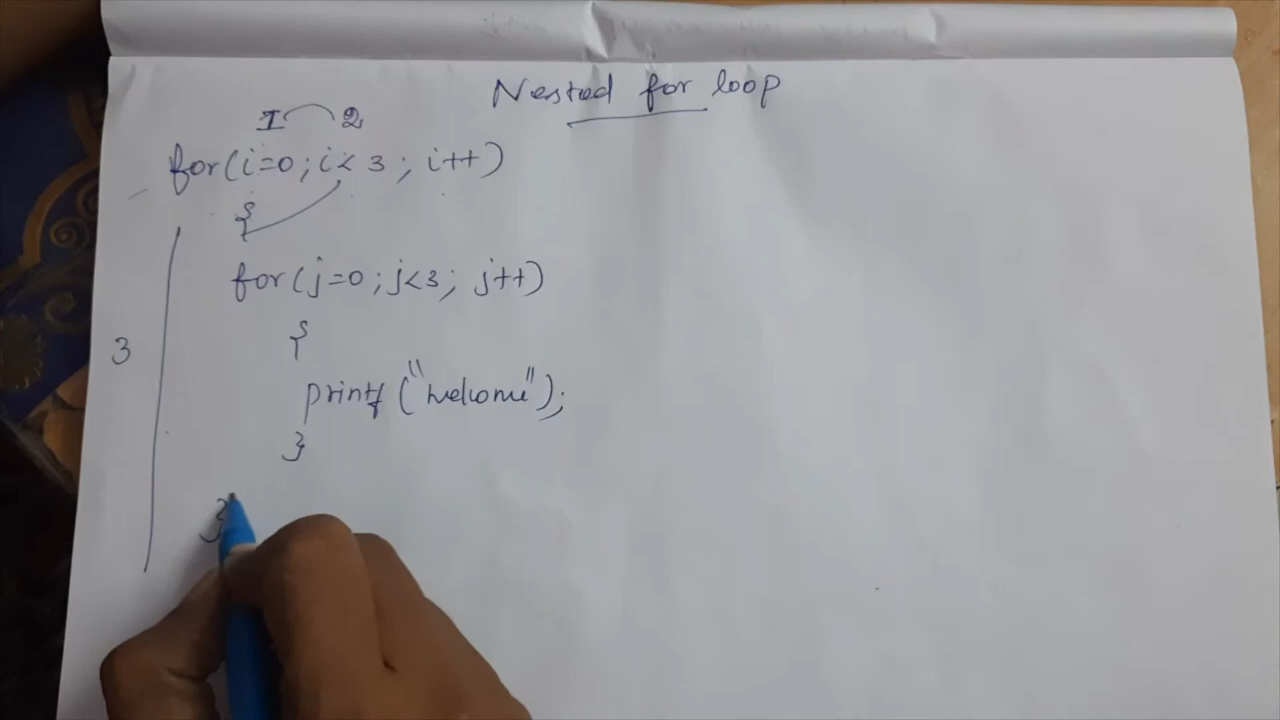 Nested for loop
1 2
for(i=0; i<3; i++)
{
for(j=0; j<3; j++)
{
3
printf("welcome");
}
}